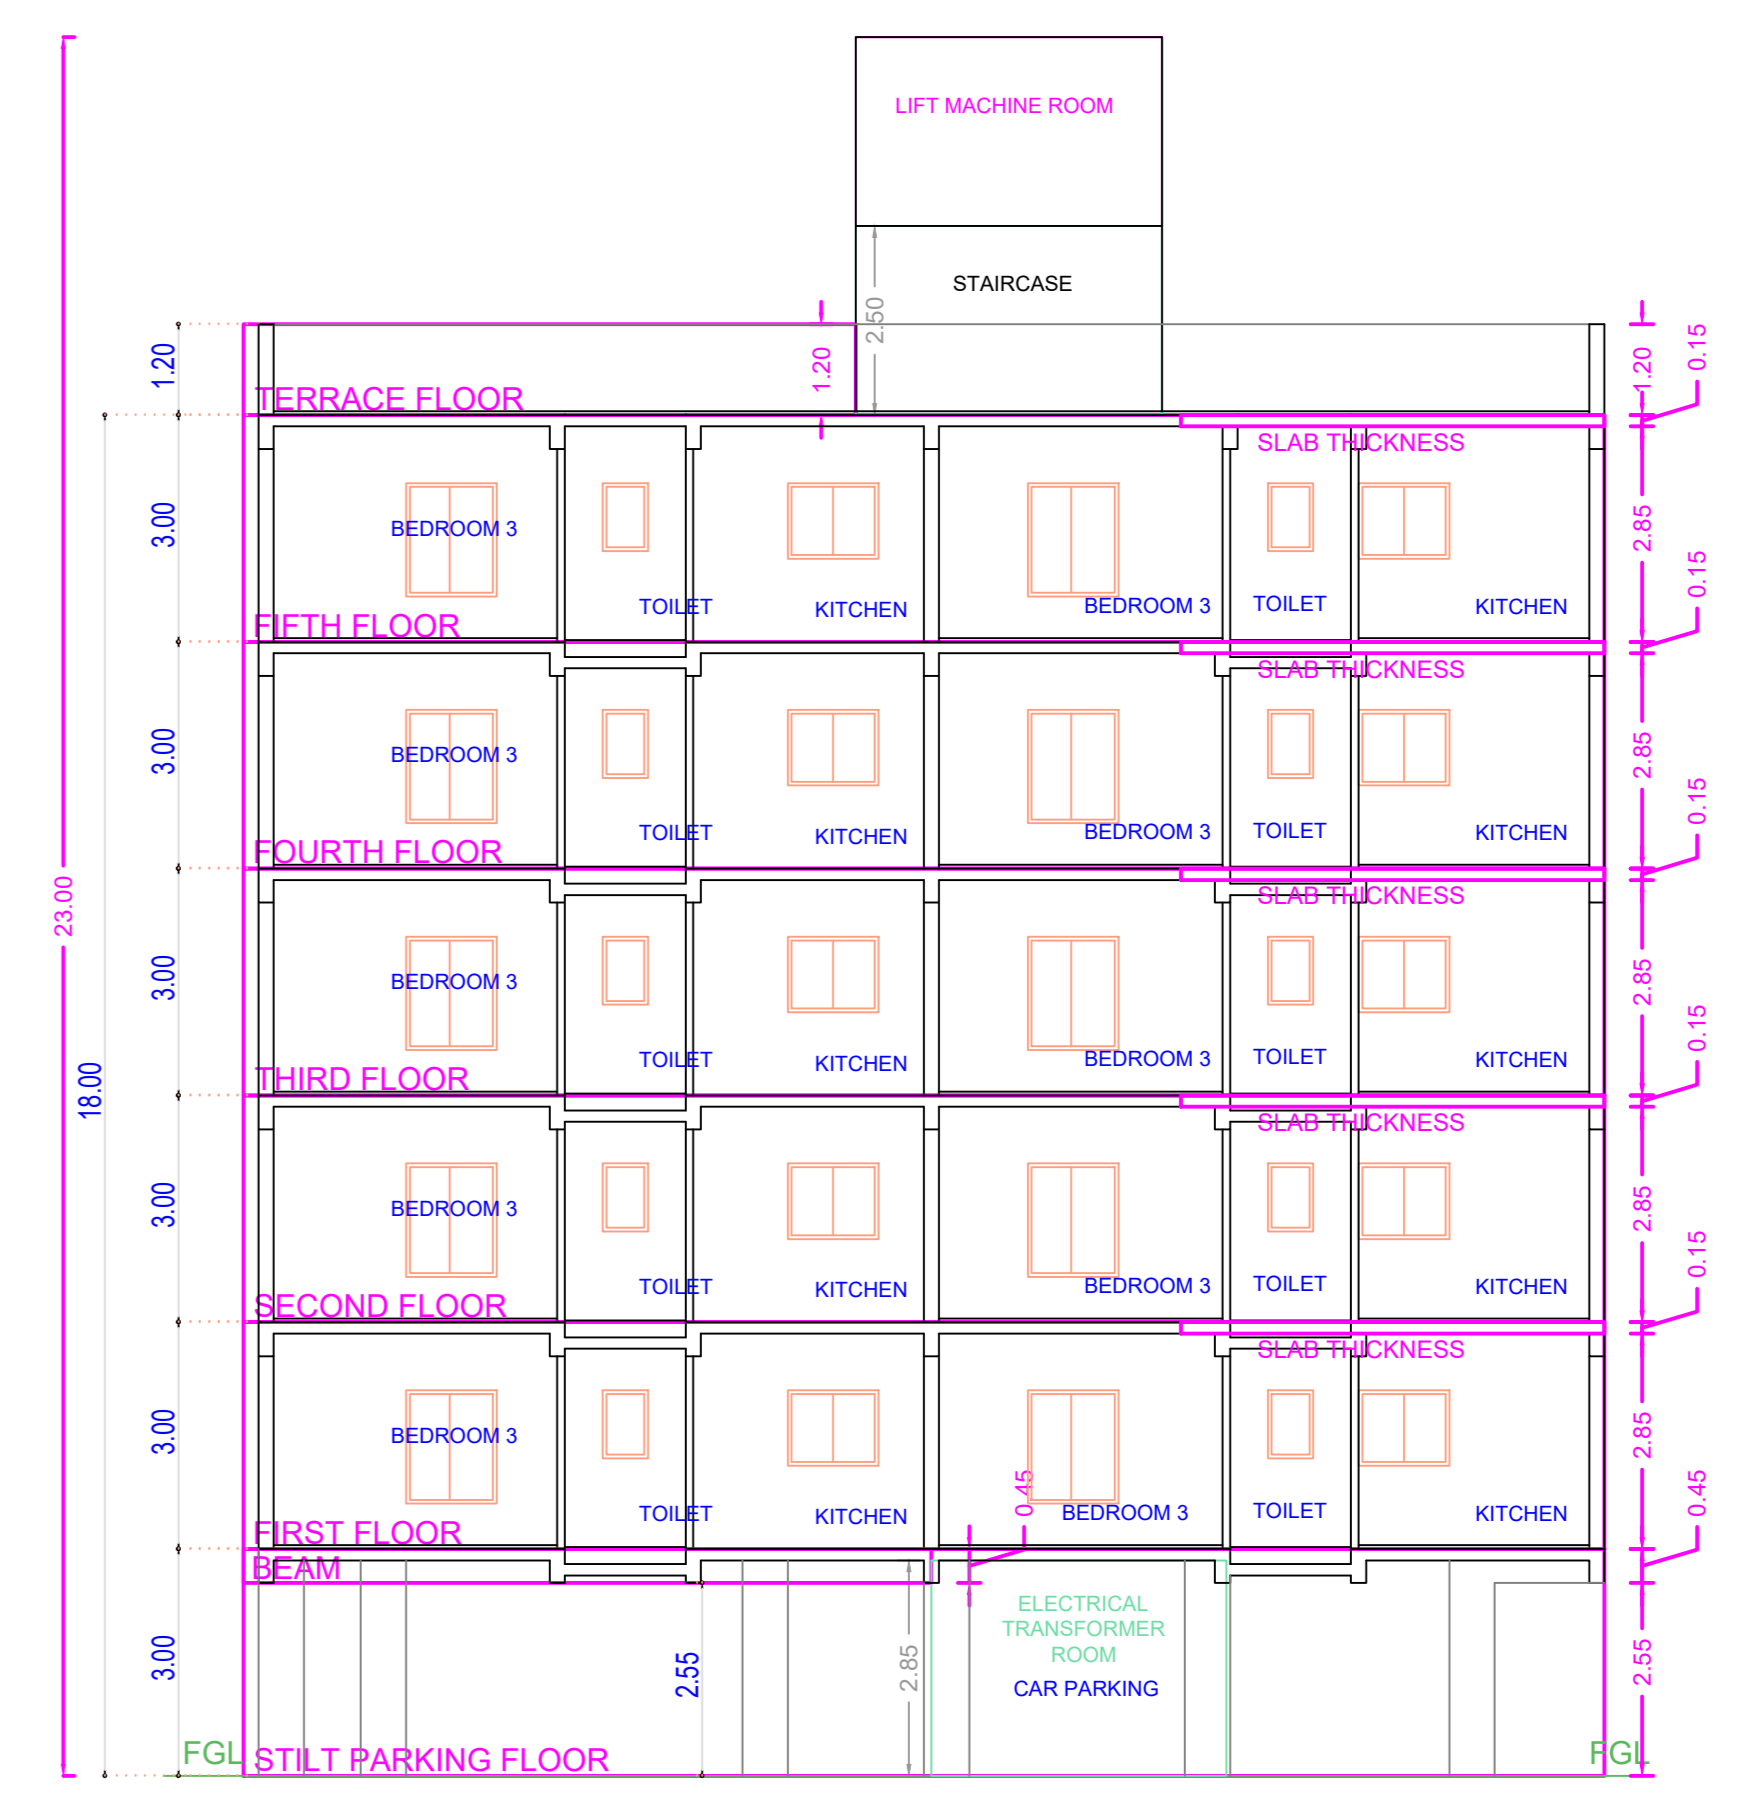 LIFT MACHINE ROOM
STAIRCASE
2.50
1.20
1.20
1.20
0.15
TERRACE FLOOR
SLAB THICKNESS
3.00
BEDROOM 3
TOILET
KITCHEN
BEDROOM 3
TOILET
KITCHEN
2.85
0.15
FIFTH FLOOR
SLAB THICKNESS
3.00
BEDROOM 3
TOILET
KITCHEN
BEDROOM 3
TOILET
KITCHEN
2.85
0.15
FOURTH FLOOR
SLAB THICKNESS
23.00
3.00
BEDROOM 3
TOILET
KITCHEN
BEDROOM 3
TOILET
KITCHEN
2.85
0.15
THIRD FLOOR
18.00
SLAB THICKNESS
3.00
BEDROOM 3
TOILET
KITCHEN
BEDROOM 3
TOILET
KITCHEN
2.85
0.15
SECOND FLOOR
SLAB THICKNESS
3.00
BEDROOM 3
TOILET
KITCHEN
0.45
BEDROOM 3
TOILET
KITCHEN
2.85
0.45
FIRST FLOOR
BEAM
ELECTRICAL
TRANSFORMER
ROOM
CAR PARKING
3.00
2.55
2.85
2.55
FGL
STILT PARKING FLOOR
FGL